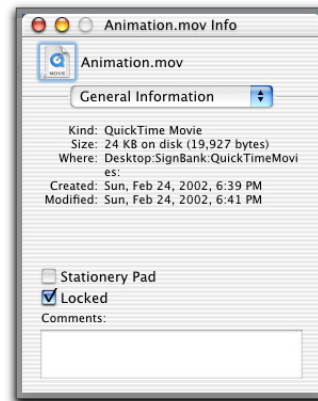 Animation.mov Info
MOVIE
Animation.mov
General Information
Kind: QuickTime Movie
Size: 24 KB on disk (19,927 bytes)
Where: Desktop:SignBank:QuickTimeMovi
es:
Created: Sun, Feb 24, 2002, 6:39 PM
Modified: Sun, Feb 24, 2002, 6:41 PM
Stationery Pad
Locked
Comments: